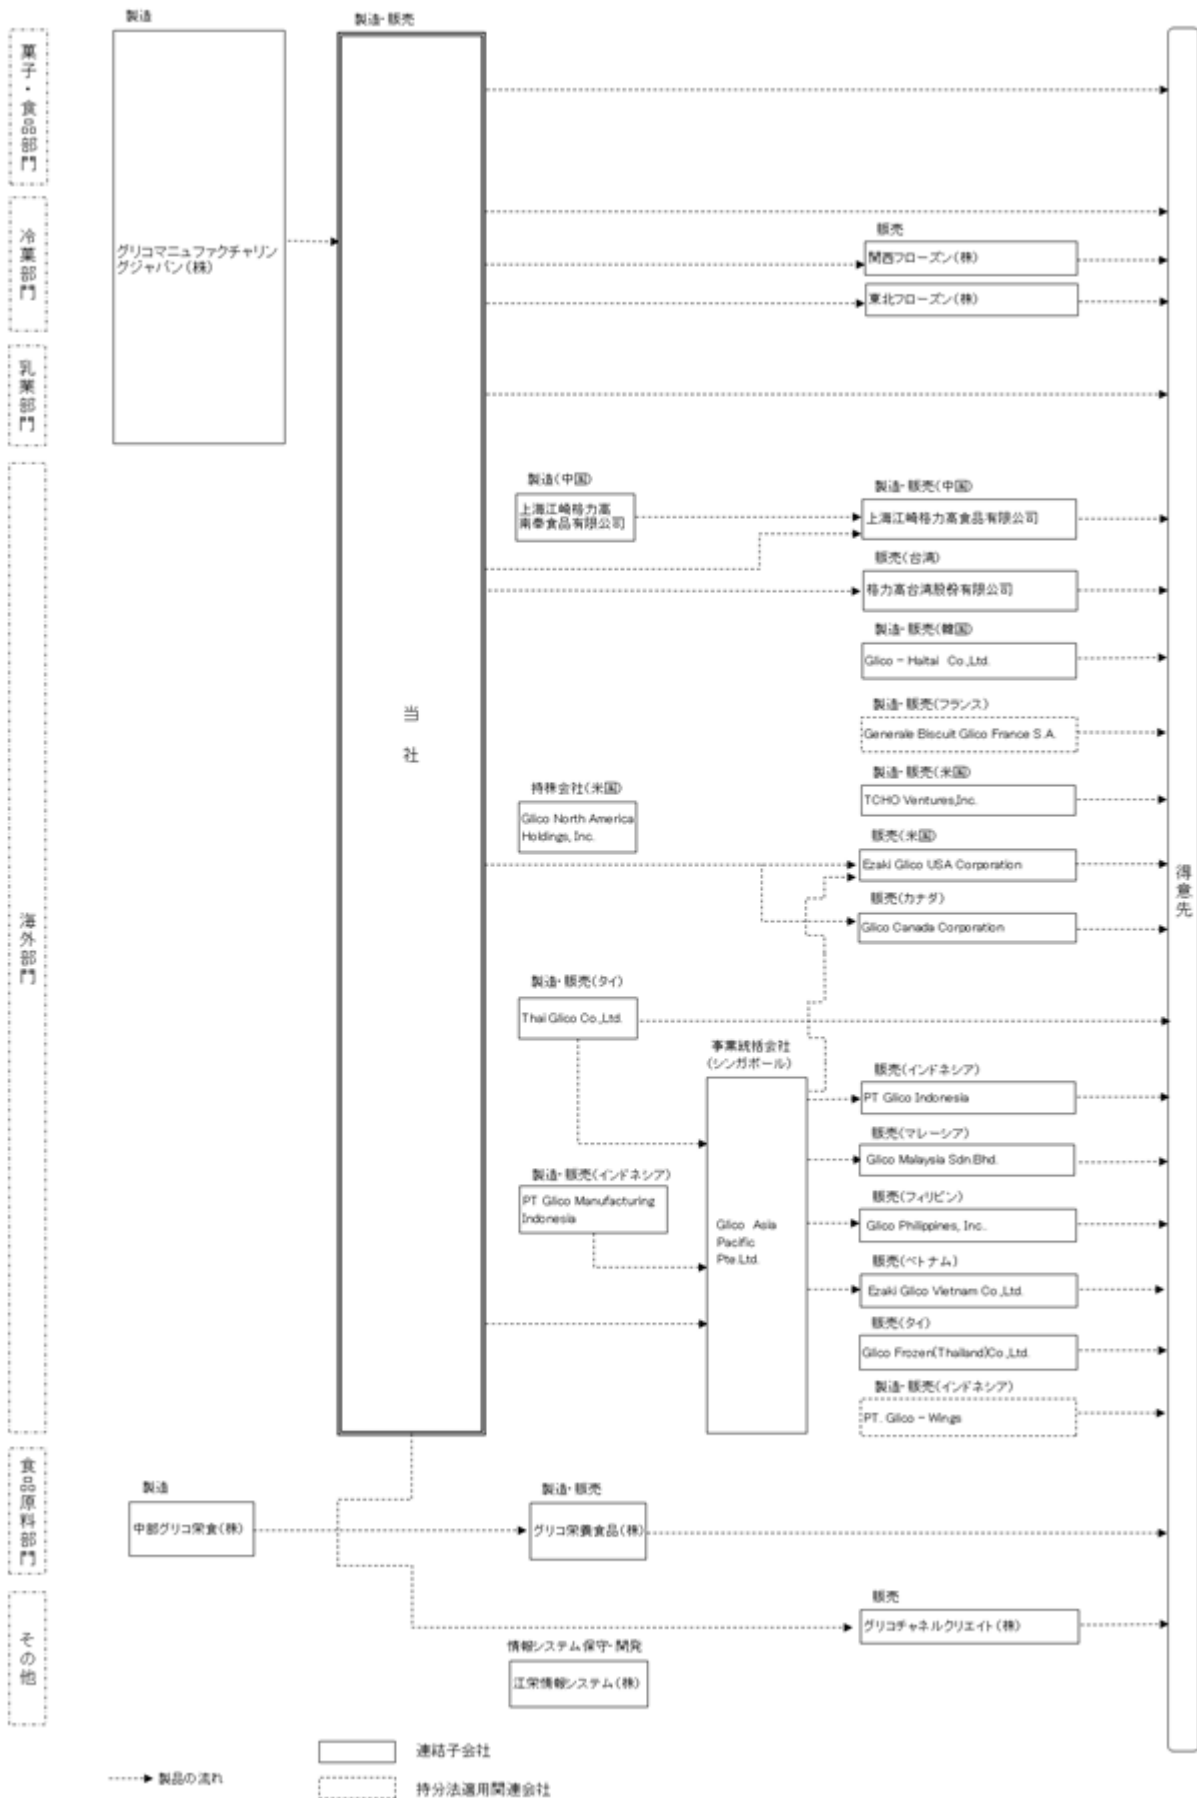 製造
製造・販売
菓子・食品部門
冷菓部門
乳業部門
海外部門
食品原料部門
その他
グリコマニュファクチャリン
グジャパン(株)
当社
得意先
販売
関西フローズン(株)
東北フローズン(株)
製造(中国)
上海江崎格力高
南奉食品有限公司
製造・販売(中国)
上海江崎格力高食品有限公司
販売(台湾)
格力高台湾股份有限公司
製造・販売(韓国)
Glico - Haitai Co.,Ltd.
製造・販売(フランス)
Generale Biscuit Glico France S.A.
持株会社(米国)
Glico North America
Holdings, Inc.
製造・販売(米国)
TCHO Ventures,Inc.
販売(米国)
Ezaki Glico USA Corporation
販売(カナダ)
Glico Canada Corporation
製造・販売(タイ)
Thai Glico Co.,Ltd.
事業統括会社
(シンガポール)
Glico Asia
Pacific
Pte.Ltd.
製造・販売(インドネシア)
PT Glico Manufacturing
Indonesia
販売(インドネシア)
PT Glico Indonesia
販売(マレーシア)
Glico Malaysia Sdn.Bhd.
販売(フィリピン)
Glico Philippines, Inc.
販売(ベトナム)
Ezaki Glico Vietnam Co.,Ltd.
販売(タイ)
Glico Frozen(Thailand)Co.,Ltd.
製造・販売(インドネシア)
PT. Glico - Wings
製造
中部グリコ栄食(株)
製造・販売
グリコ栄養食品(株)
販売
グリコチャネルクリエイト(株)
情報システム保守・開発
江栄情報システム(株)
連結子会社
製品の流れ
持分法適用関連会社